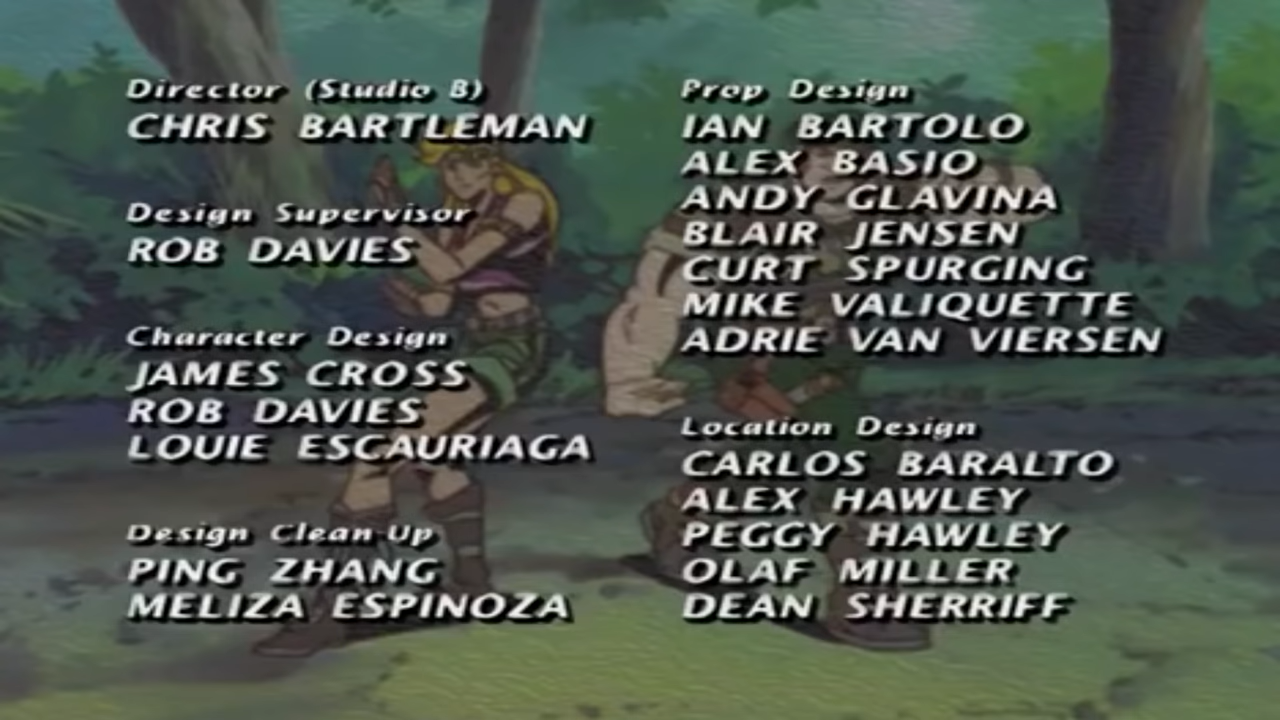 Director (Studio B)
CHRIS BARTLEMAN
Design Supervisor
ROB DAVIES
Character Design
JAMES CROSS
ROB DAVIES
LOUIE ESCAURIAGA
Design Clean-Up
PING ZHANG
MELIZA ESPINOZA
Prop Design
IAN BARTOLO
ALEX BASIO
ANDY GLAVINA
BLAIR JENSEN
CURT SPURGING
MIKE VALIQUETTE
ADRIE VAN VIERSEN
Location Design
CARLOS BARALTO
ALEX HAWLEY
PEGGY HAWLEY
OLAF MILLER
DEAN SHERRIFF